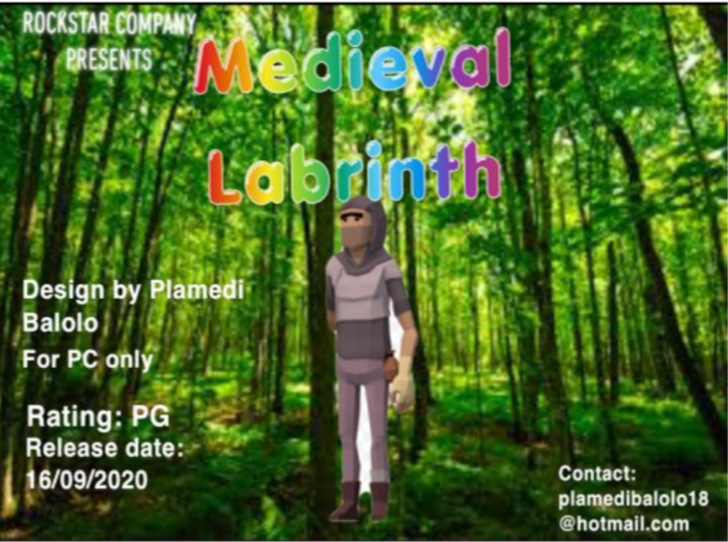 ROCKSTAR COMPANY
PRESENTS
Medieval
Labrinth
Design by Plamedi
Balolo
For PC only
Rating: PG
Release date:
16/09/2020
Contact:
plamedibalolo18
@hotmail.com